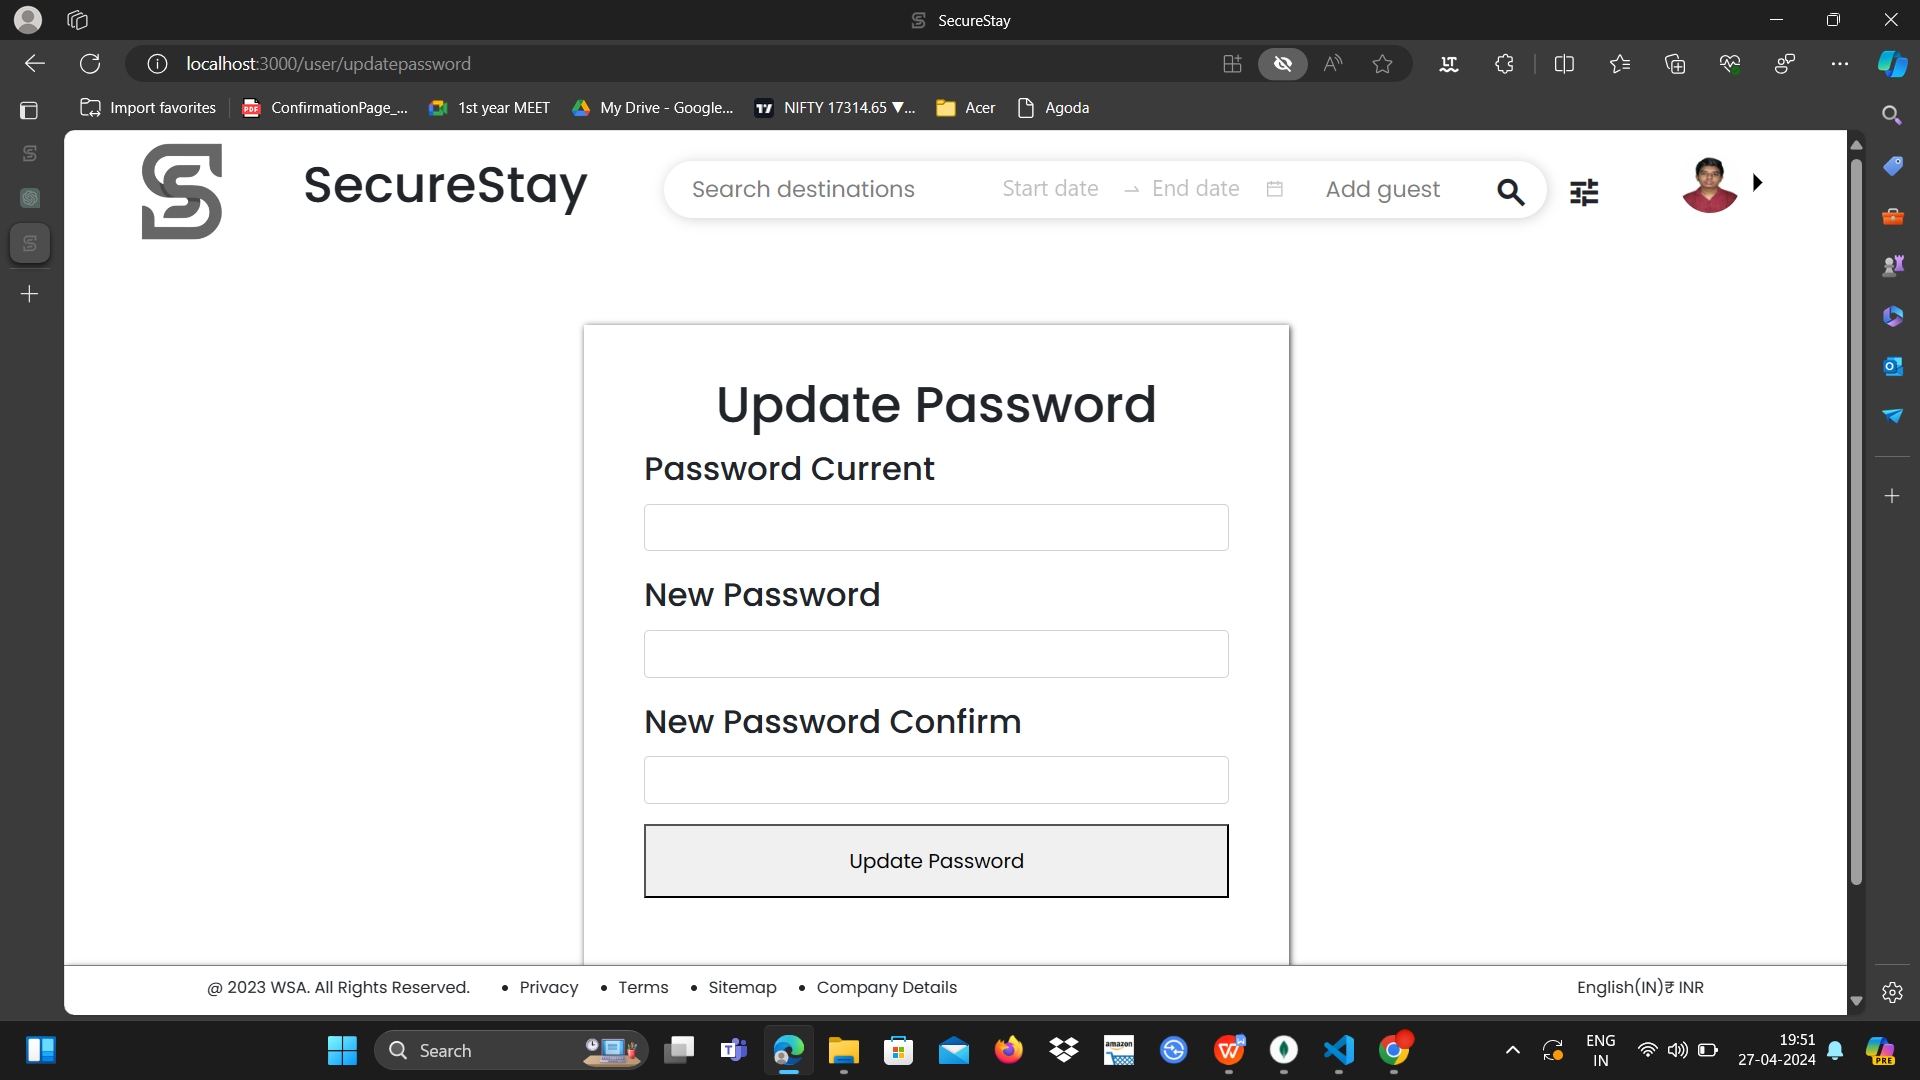 SecureStay
localhost:3000/user/updatepassword
Import favorites
ConfirmationPage_...
1st year MEET
My Drive - Google...
NIFTY 17314.65 ▼...
Acer
Agoda
SecureStay
Search destinations
Start date → End date
Add guest
Update Password
Password Current
New Password
New Password Confirm
Update Password
@ 2023 WSA. All Rights Reserved. • Privacy • Terms • Sitemap • Company Details
English(IN)₹ INR
Search
ENG
IN
19:51
27-04-2024
PRE